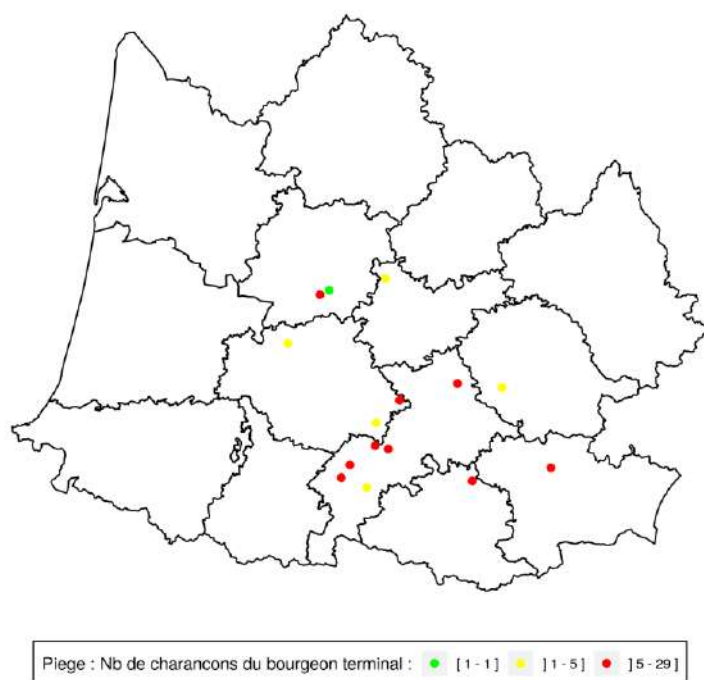 Piege : Nb de charancons du bourgeon terminal : [ 1 - 1 ] ] 1 - 5 ] ] 5 - 29 ]